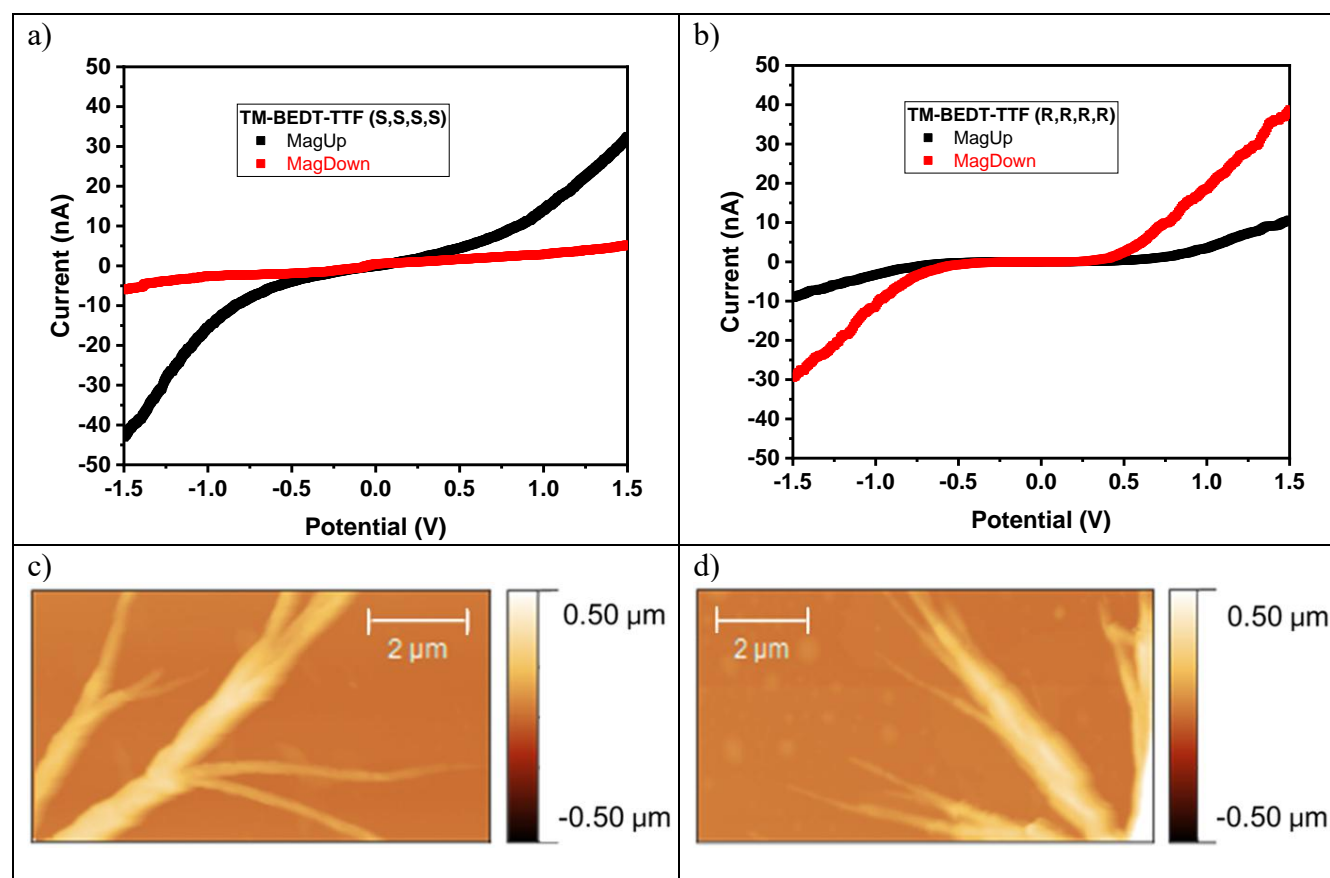 a)
50
40
30
20
10
0
-10
-20
-30
-40
-50
Current (nA)
TM-BEDT-TTF (S,S,S,S)
MagUp
MagDown
-1.5 -1.0 -0.5 0.0 0.5 1.0 1.5
Potential (V)
b)
50
40
30
20
10
0
-10
-20
-30
-40
-50
Current (nA)
TM-BEDT-TTF (R,R,R,R)
MagUp
MagDown
-1.5 -1.0 -0.5 0.0 0.5 1.0 1.5
Potential (V)
c)
2 µm
0.50 µm
-0.50 µm
d)
2 µm
0.50 µm
-0.50 µm